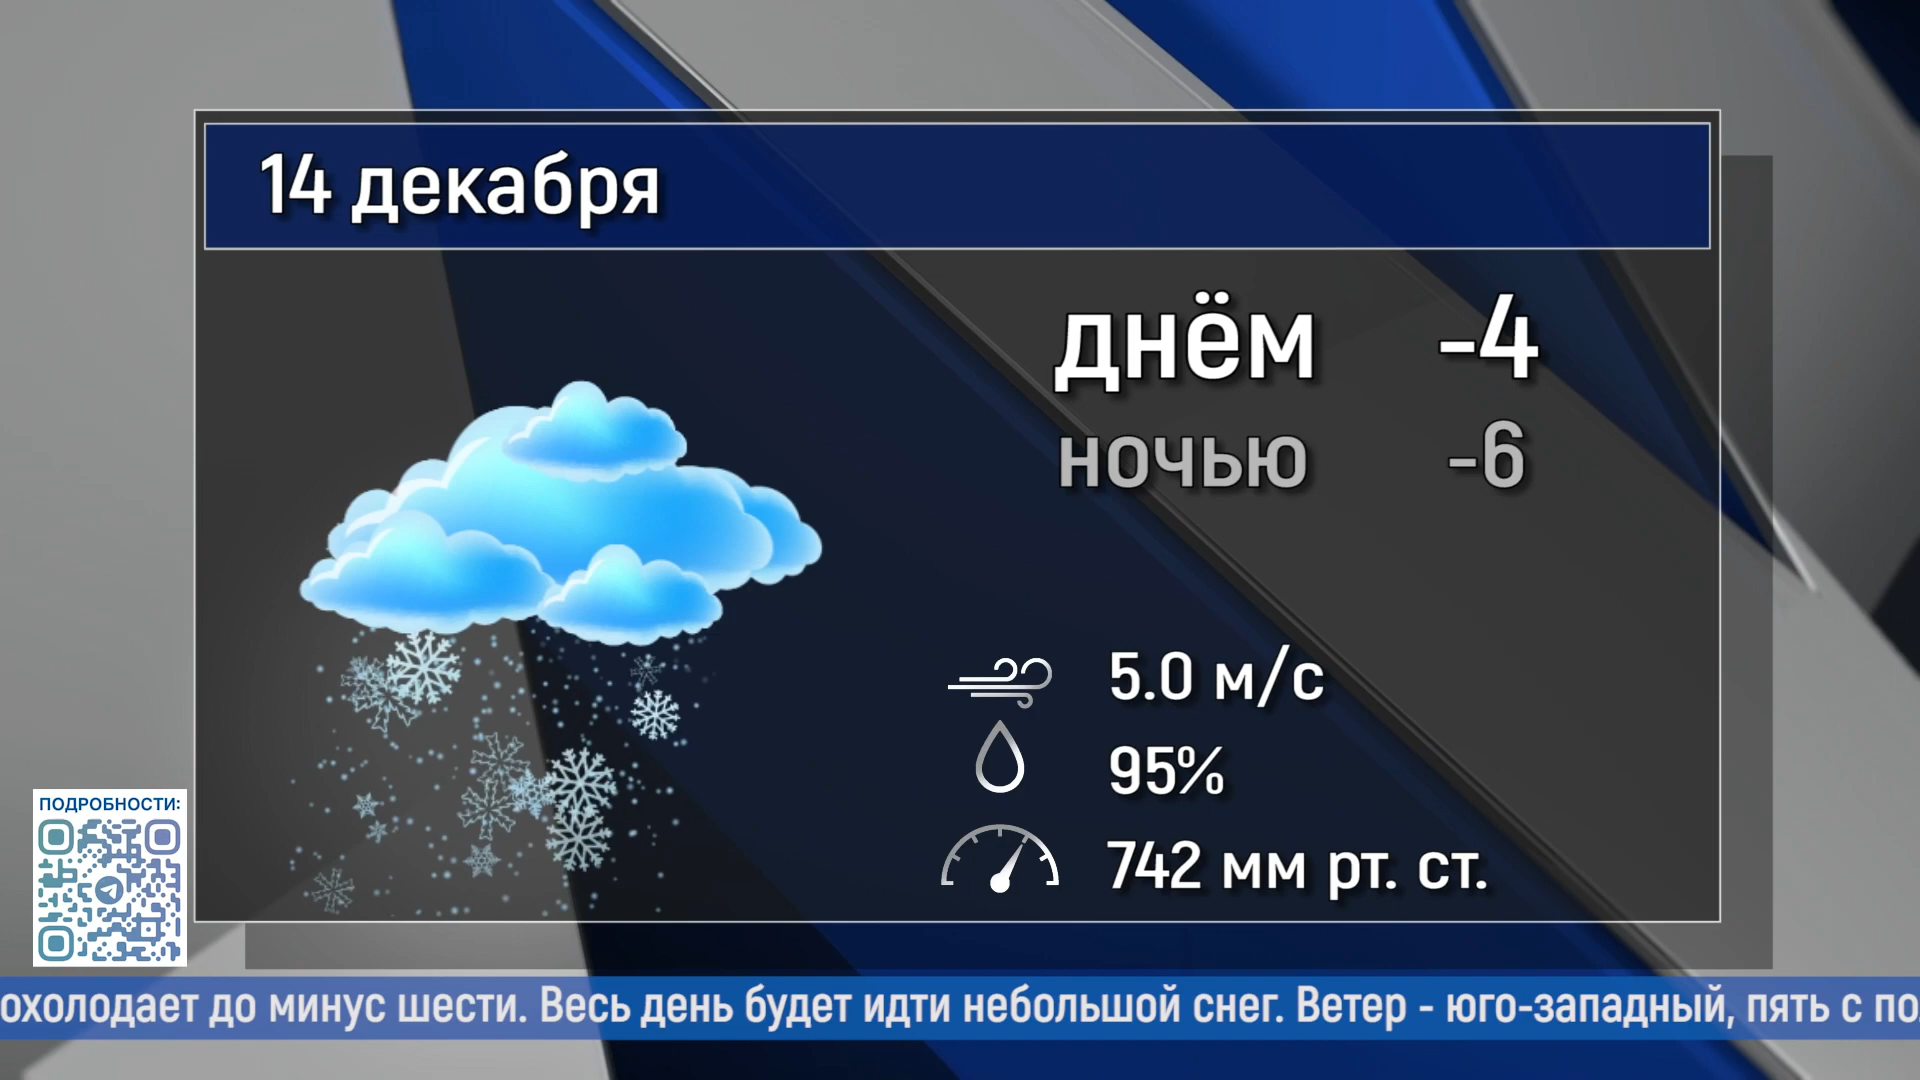 14 декабря
днём -4
ночью -6
5.0 м/с
95%
742 мм рт. ст.
ПОДРОБНОСТИ:
охолодает до минус шести. Весь день будет идти небольшой снег. Ветер - юго-западный, пять с по